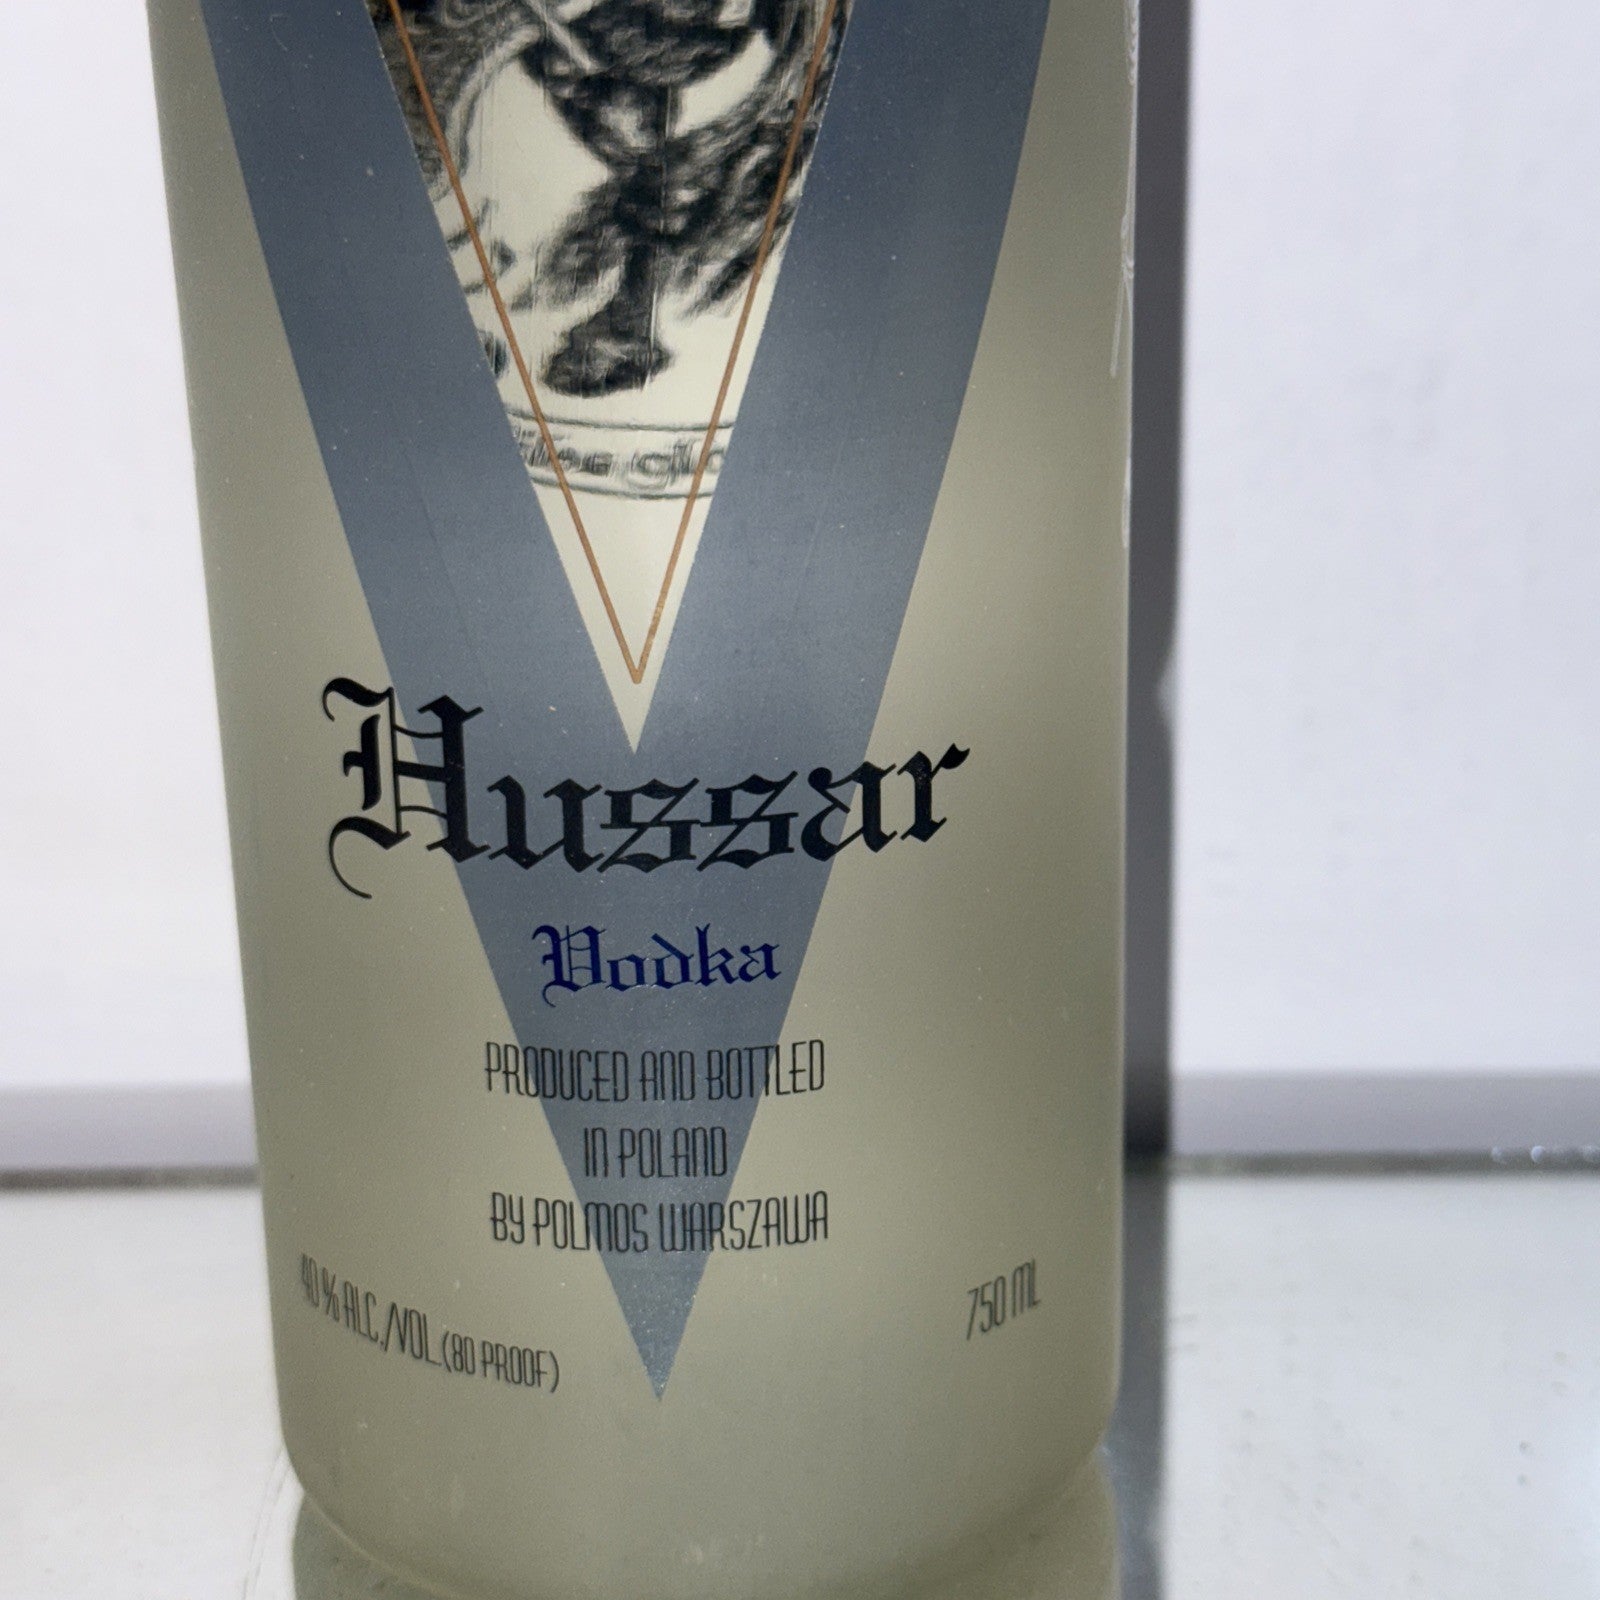 Hussar
Vodka
PRODUCED AND BOTTLED
IN POLAND
BY POLMOS WARSZAWA
40 % ALC./VOL.(80 PROOF)
750 ML